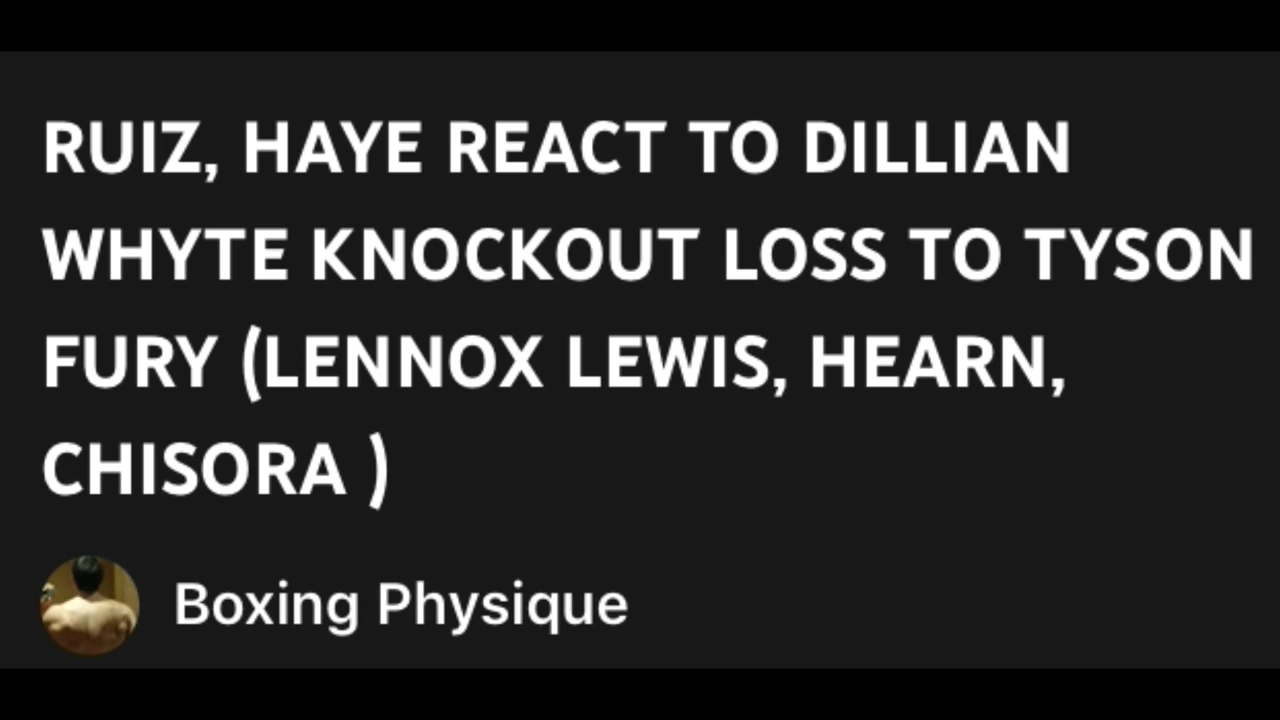 RUIZ, HAYE REACT TO DILLIAN
WHYTE KNOCKOUT LOSS TO TYSON
FURY (LENNOX LEWIS, HEARN,
CHISORA )
Boxing Physique